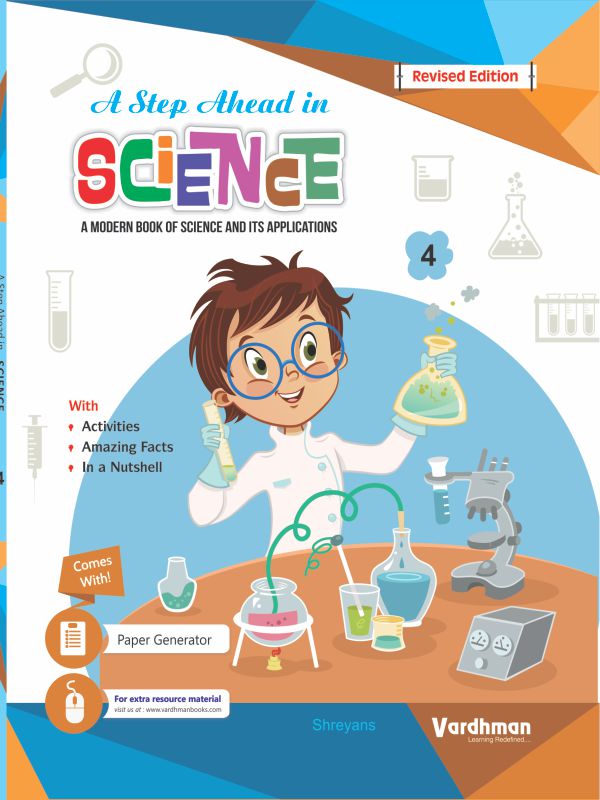 Revised Edition
A Step Ahead in
SCiENCE
A MODERN BOOK OF SCIENCE AND ITS APPLICATIONS
4
With
Activities
Amazing Facts
In a Nutshell
A Step Ahead in SCIENCE
4
Comes
With!
Paper Generator
For extra resource material
visit us at : www.vardhmanbooks.com
Shreyans
Vardhman
Learning Redefined....